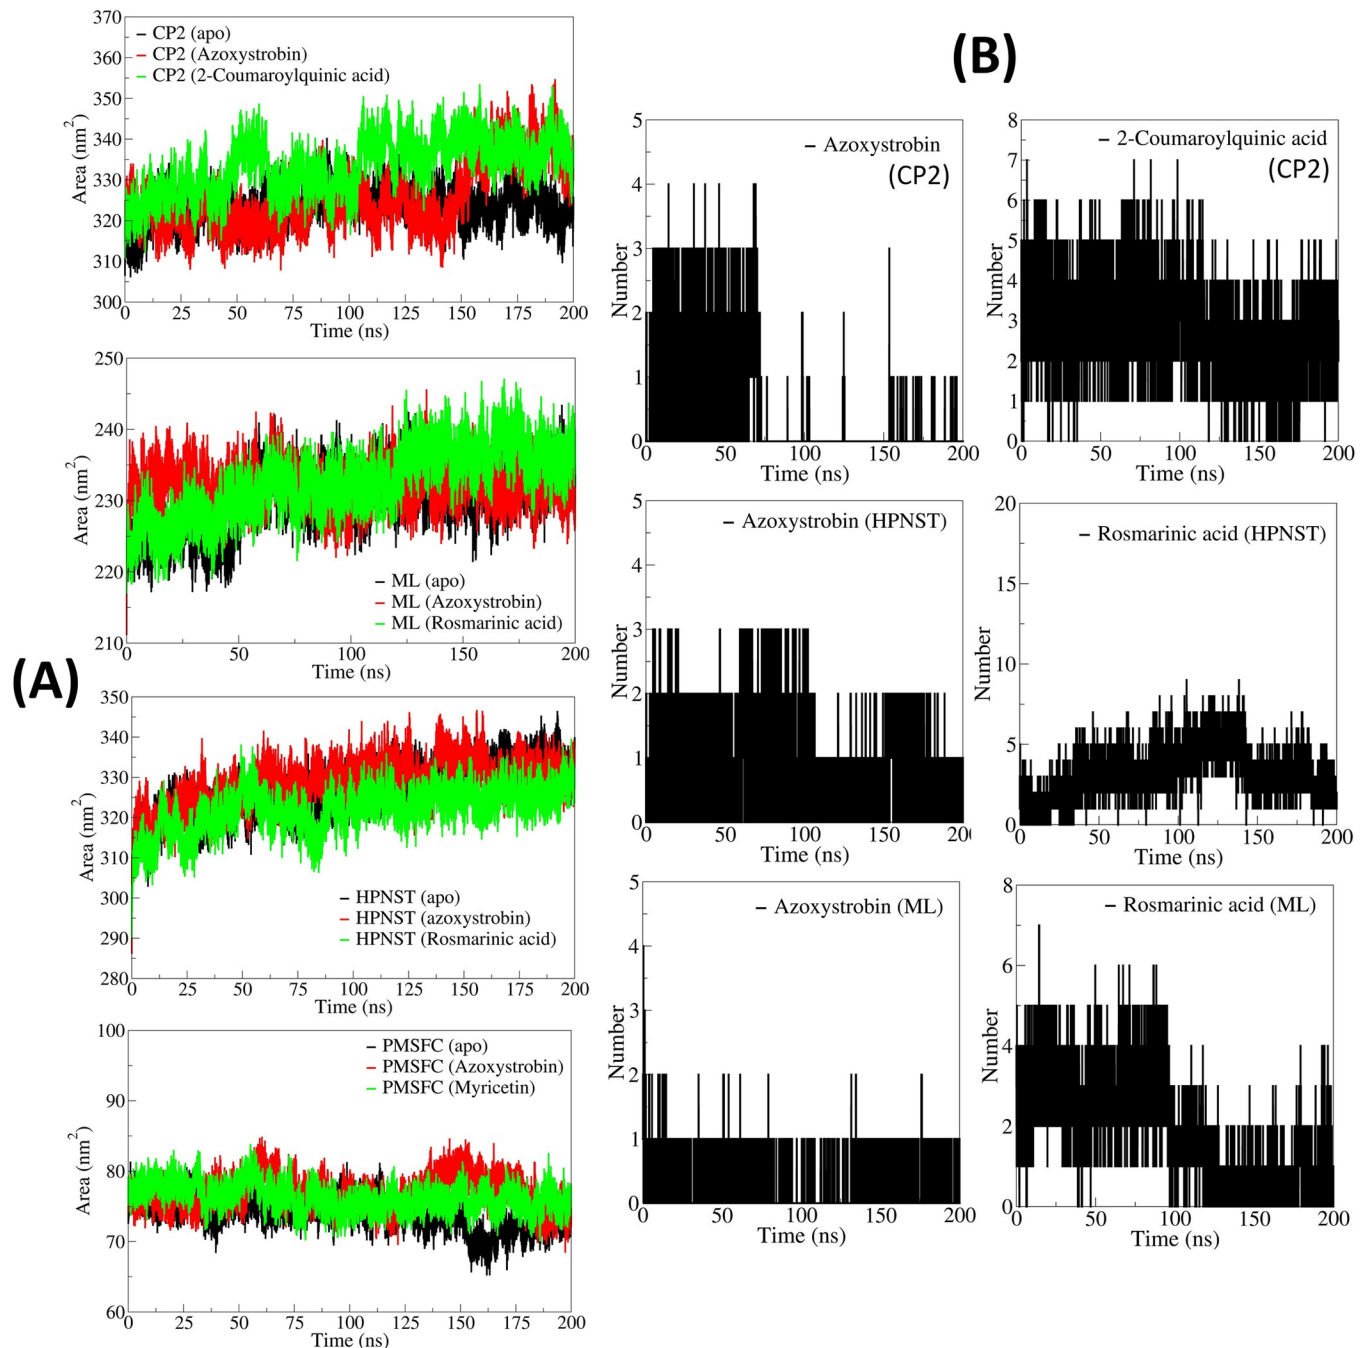 (A)
370
360
350
340
330
320
310
300
Area (nm²)
CP2 (apo)
CP2 (Azoxystrobin)
CP2 (2-Coumaroylquinic acid)
0 25 50 75 100 125 150 175 200
Time (ns)
250
240
230
220
210
Area (nm²)
ML (apo)
ML (Azoxystrobin)
ML (Rosmarinic acid)
0 50 100 150 200
Time (ns)
350
340
330
320
310
300
290
280
Area (nm²)
HPNST (apo)
HPNST (azoxystrobin)
HPNST (Rosmarinic acid)
0 25 50 75 100 125 150 175 200
Time (ns)
100
90
80
70
60
Area (nm²)
PMSFC (apo)
PMSFC (Azoxystrobin)
PMSFC (Myricetin)
0 25 50 75 100 125 150 175 200
Time (ns)
(B)
5
4
3
2
1
0
Number
Azoxystrobin
(CP2)
0 50 100 150 200
Time (ns)
8
7
6
5
4
3
2
1
0
Number
2-Coumaroylquinic acid
(CP2)
0 50 100 150 200
Time (ns)
5
4
3
2
1
0
Number
Azoxystrobin (HPNST)
0 50 100 150 200
Time (ns)
20
15
10
5
0
Number
Rosmarinic acid (HPNST)
0 50 100 150 200
Time (ns)
5
4
3
2
1
0
Number
Azoxystrobin (ML)
0 50 100 150 200
Time (ns)
8
6
4
2
0
Number
Rosmarinic acid (ML)
0 50 100 150 200
Time (ns)